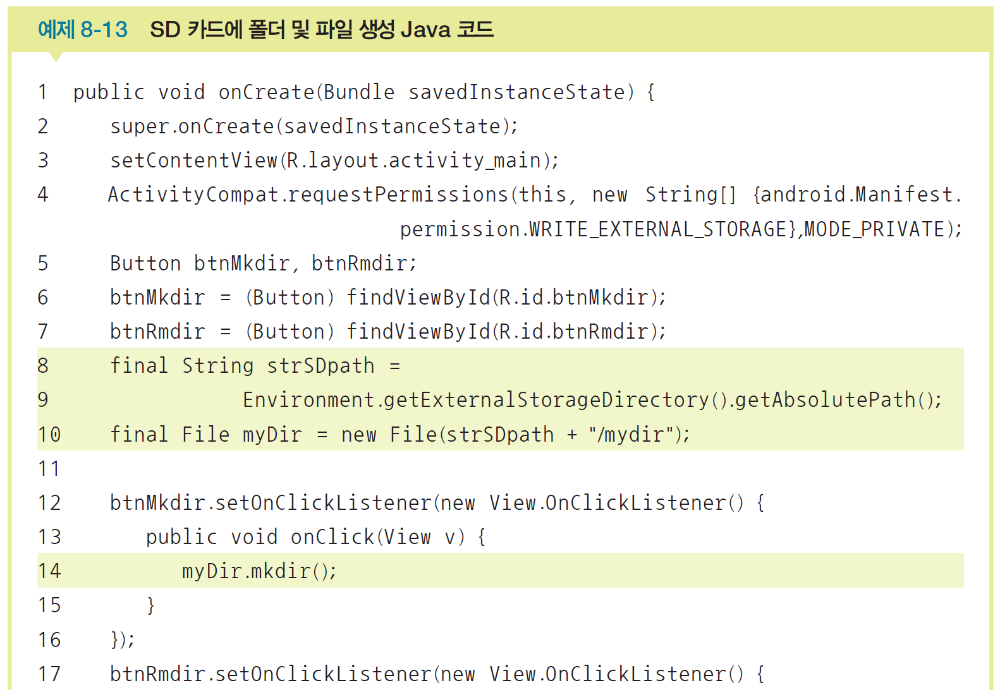 예제 8-13 SD 카드에 폴더 및 파일 생성 Java 코드
1 public void onCreate(Bundle savedInstanceState) {
2 super.onCreate(savedInstanceState);
3 setContentView(R.layout.activity_main);
4 ActivityCompat.requestPermissions(this, new String[] {android.Manifest.
permission.WRITE_EXTERNAL_STORAGE},MODE_PRIVATE);
5 Button btnMkdir, btnRmdir;
6 btnMkdir = (Button) findViewById(R.id.btnMkdir);
7 btnRmdir = (Button) findViewById(R.id.btnRmdir);
8 final String strSDpath =
9 Environment.getExternalStorageDirectory().getAbsolutePath();
10 final File myDir = new File(strSDpath + "/mydir");
11
12 btnMkdir.setOnClickListener(new View.OnClickListener() {
13 public void onClick(View v) {
14 myDir.mkdir();
15 }
16 });
17 btnRmdir.setOnClickListener(new View.OnClickListener() {